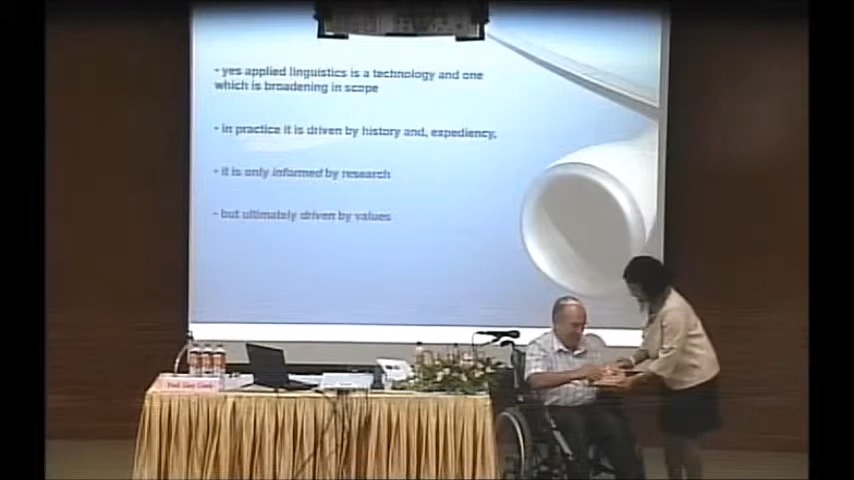 - yes applied linguistics is a technology and one
which is broadening in scope
- in practice it is driven by history and, expediency,
- it is only informed by research
- but ultimately driven by values